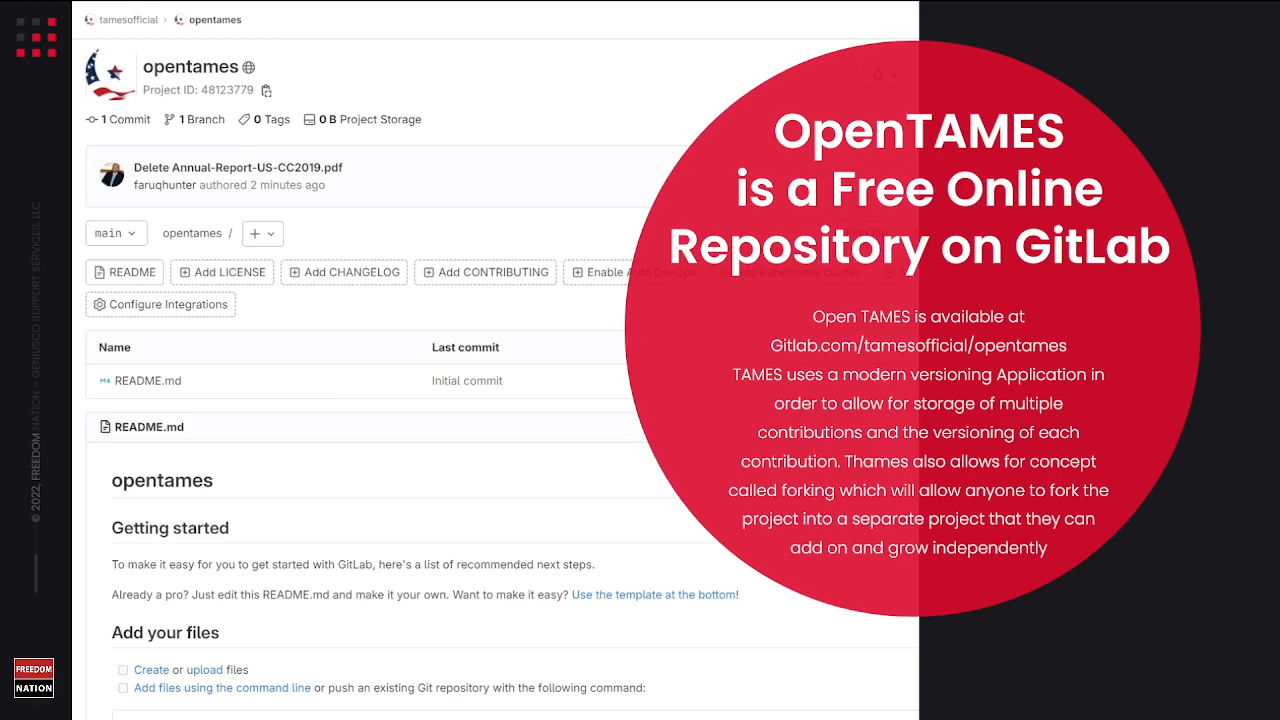 tamesofficial › opentames
opentames
Project ID: 48123779
1 Commit 1 Branch 0 Tags 0 B Project Storage
Delete Annual-Report-US-CC2019.pdf
faruqhunter authored 2 minutes ago
main opentames / +
README Add LICENSE Add CHANGELOG Add CONTRIBUTING Enable Auto DevOps Add Kubernetes cluster
Configure Integrations
Name Last commit
README.md Initial commit
README.md
opentames
Getting started
To make it easy for you to get started with GitLab, here's a list of recommended next steps.
Already a pro? Just edit this README.md and make it your own. Want to make it easy? Use the template at the bottom!
Add your files
Create or upload files
Add files using the command line or push an existing Git repository with the following command:
OpenTAMES
is a Free Online
Repository on GitLab
Open TAMES is available at
Gitlab.com/tamesofficial/opentames
TAMES uses a modern versioning Application in
order to allow for storage of multiple
contributions and the versioning of each
contribution. Thames also allows for concept
called forking which will allow anyone to fork the
project into a separate project that they can
add on and grow independently
© 2022, FREEDOM NATION – GENIUSCO SUPPORT SERVICES, LLC
FREEDOM
NATION